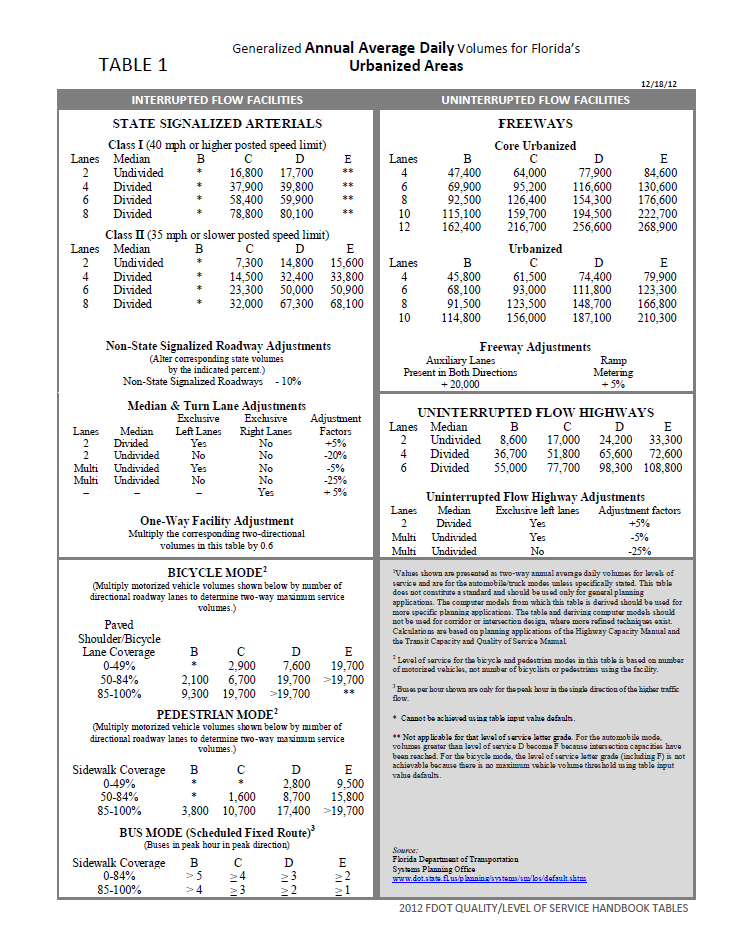 TABLE 1
Generalized Annual Average Daily Volumes for Florida's
Urbanized Areas
12/18/12
INTERRUPTED FLOW FACILITIES
STATE SIGNALIZED ARTERIALS
Class I (40 mph or higher posted speed limit)
Lanes Median B C D E
2 Undivided * 16,800 17,700 **
4 Divided * 37,900 39,800 **
6 Divided * 58,400 59,900 **
8 Divided * 78,800 80,100 **
Class II (35 mph or slower posted speed limit)
Lanes Median B C D E
2 Undivided * 7,300 14,800 15,600
4 Divided * 14,500 32,400 33,800
6 Divided * 23,300 50,000 50,900
8 Divided * 32,000 67,300 68,100
Non-State Signalized Roadway Adjustments
(Alter corresponding state volumes
by the indicated percent.)
Non-State Signalized Roadways - 10%
Median & Turn Lane Adjustments
Exclusive Exclusive Adjustment
Lanes Median Left Lanes Right Lanes Factors
2 Divided Yes No +5%
2 Undivided No No -20%
Multi Undivided Yes No -5%
Multi Undivided No No -25%
– – – Yes + 5%
One-Way Facility Adjustment
Multiply the corresponding two-directional
volumes in this table by 0.6
BICYCLE MODE²
(Multiply motorized vehicle volumes shown below by number of
directional roadway lanes to determine two-way maximum service
volumes.)
Paved
Shoulder/Bicycle
Lane Coverage B C D E
0-49% * 2,900 7,600 19,700
50-84% 2,100 6,700 19,700 >19,700
85-100% 9,300 19,700 >19,700 **
PEDESTRIAN MODE²
(Multiply motorized vehicle volumes shown below by number of
directional roadway lanes to determine two-way maximum service
volumes.)
Sidewalk Coverage B C D E
0-49% * * 2,800 9,500
50-84% * 1,600 8,700 15,800
85-100% 3,800 10,700 17,400 >19,700
BUS MODE (Scheduled Fixed Route)³
(Buses in peak hour in peak direction)
Sidewalk Coverage B C D E
0-84% > 5 ≥ 4 ≥ 3 ≥ 2
85-100% > 4 ≥ 3 ≥ 2 ≥ 1
UNINTERRUPTED FLOW FACILITIES
FREEWAYS
Core Urbanized
Lanes B C D E
4 47,400 64,000 77,900 84,600
6 69,900 95,200 116,600 130,600
8 92,500 126,400 154,300 176,600
10 115,100 159,700 194,500 222,700
12 162,400 216,700 256,600 268,900
Urbanized
Lanes B C D E
4 45,800 61,500 74,400 79,900
6 68,100 93,000 111,800 123,300
8 91,500 123,500 148,700 166,800
10 114,800 156,000 187,100 210,300
Freeway Adjustments
Auxiliary Lanes Ramp
Present in Both Directions Metering
+ 20,000 + 5%
UNINTERRUPTED FLOW HIGHWAYS
Lanes Median B C D E
2 Undivided 8,600 17,000 24,200 33,300
4 Divided 36,700 51,800 65,600 72,600
6 Divided 55,000 77,700 98,300 108,800
Uninterrupted Flow Highway Adjustments
Lanes Median Exclusive left lanes Adjustment factors
2 Divided Yes +5%
Multi Undivided Yes -5%
Multi Undivided No -25%
¹Values shown are presented as two-way annual average daily volumes for levels of
service and are for the automobile/truck modes unless specifically stated. This table
does not constitute a standard and should be used only for general planning
applications. The computer models from which this table is derived should be used for
more specific planning applications. The table and deriving computer models should
not be used for corridor or intersection design, where more refined techniques exist.
Calculations are based on planning applications of the Highway Capacity Manual and
the Transit Capacity and Quality of Service Manual.
² Level of service for the bicycle and pedestrian modes in this table is based on number
of motorized vehicles, not number of bicyclists or pedestrians using the facility.
³ Buses per hour shown are only for the peak hour in the single direction of the higher traffic
flow.
* Cannot be achieved using table input value defaults.
** Not applicable for that level of service letter grade. For the automobile mode,
volumes greater than level of service D become F because intersection capacities have
been reached. For the bicycle mode, the level of service letter grade (including F) is not
achievable because there is no maximum vehicle volume threshold using table input
value defaults.
Source:
Florida Department of Transportation
Systems Planning Office
www.dot.state.fl.us/planning/systems/sm/los/default.shtm
2012 FDOT QUALITY/LEVEL OF SERVICE HANDBOOK TABLES